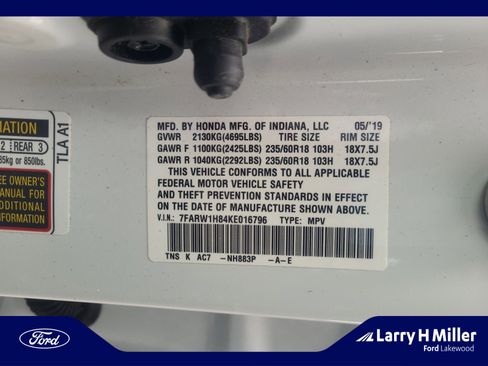 MFD. BY HONDA MFG. OF INDIANA, LLC 05/'19
GVWR 2130KG(4695LBS) TIRE SIZE RIM SIZE
GAWR F 1100KG(2425LBS) 235/60R18 103H 18X7.5J
GAWR R 1040KG(2292LBS) 235/60R18 103H 18X7.5J
THIS VEHICLE CONFORMS TO ALL APPLICABLE
FEDERAL MOTOR VEHICLE SAFETY
AND THEFT PREVENTION STANDARDS IN EFFECT ON THE
DATE OF MANUFACTURE SHOWN ABOVE.
V.I.N.: 7FARW1H84KE016796 TYPE: MPV
TNS K AC7 -NH883P -A-E
MATION
2 REAR 3
85kg or 850lbs.
EE OWNER'S
MANUAL FOR
ADDITIONAL
INFORMATION
TLA A1
Ford
Larry H Miller
Ford Lakewood